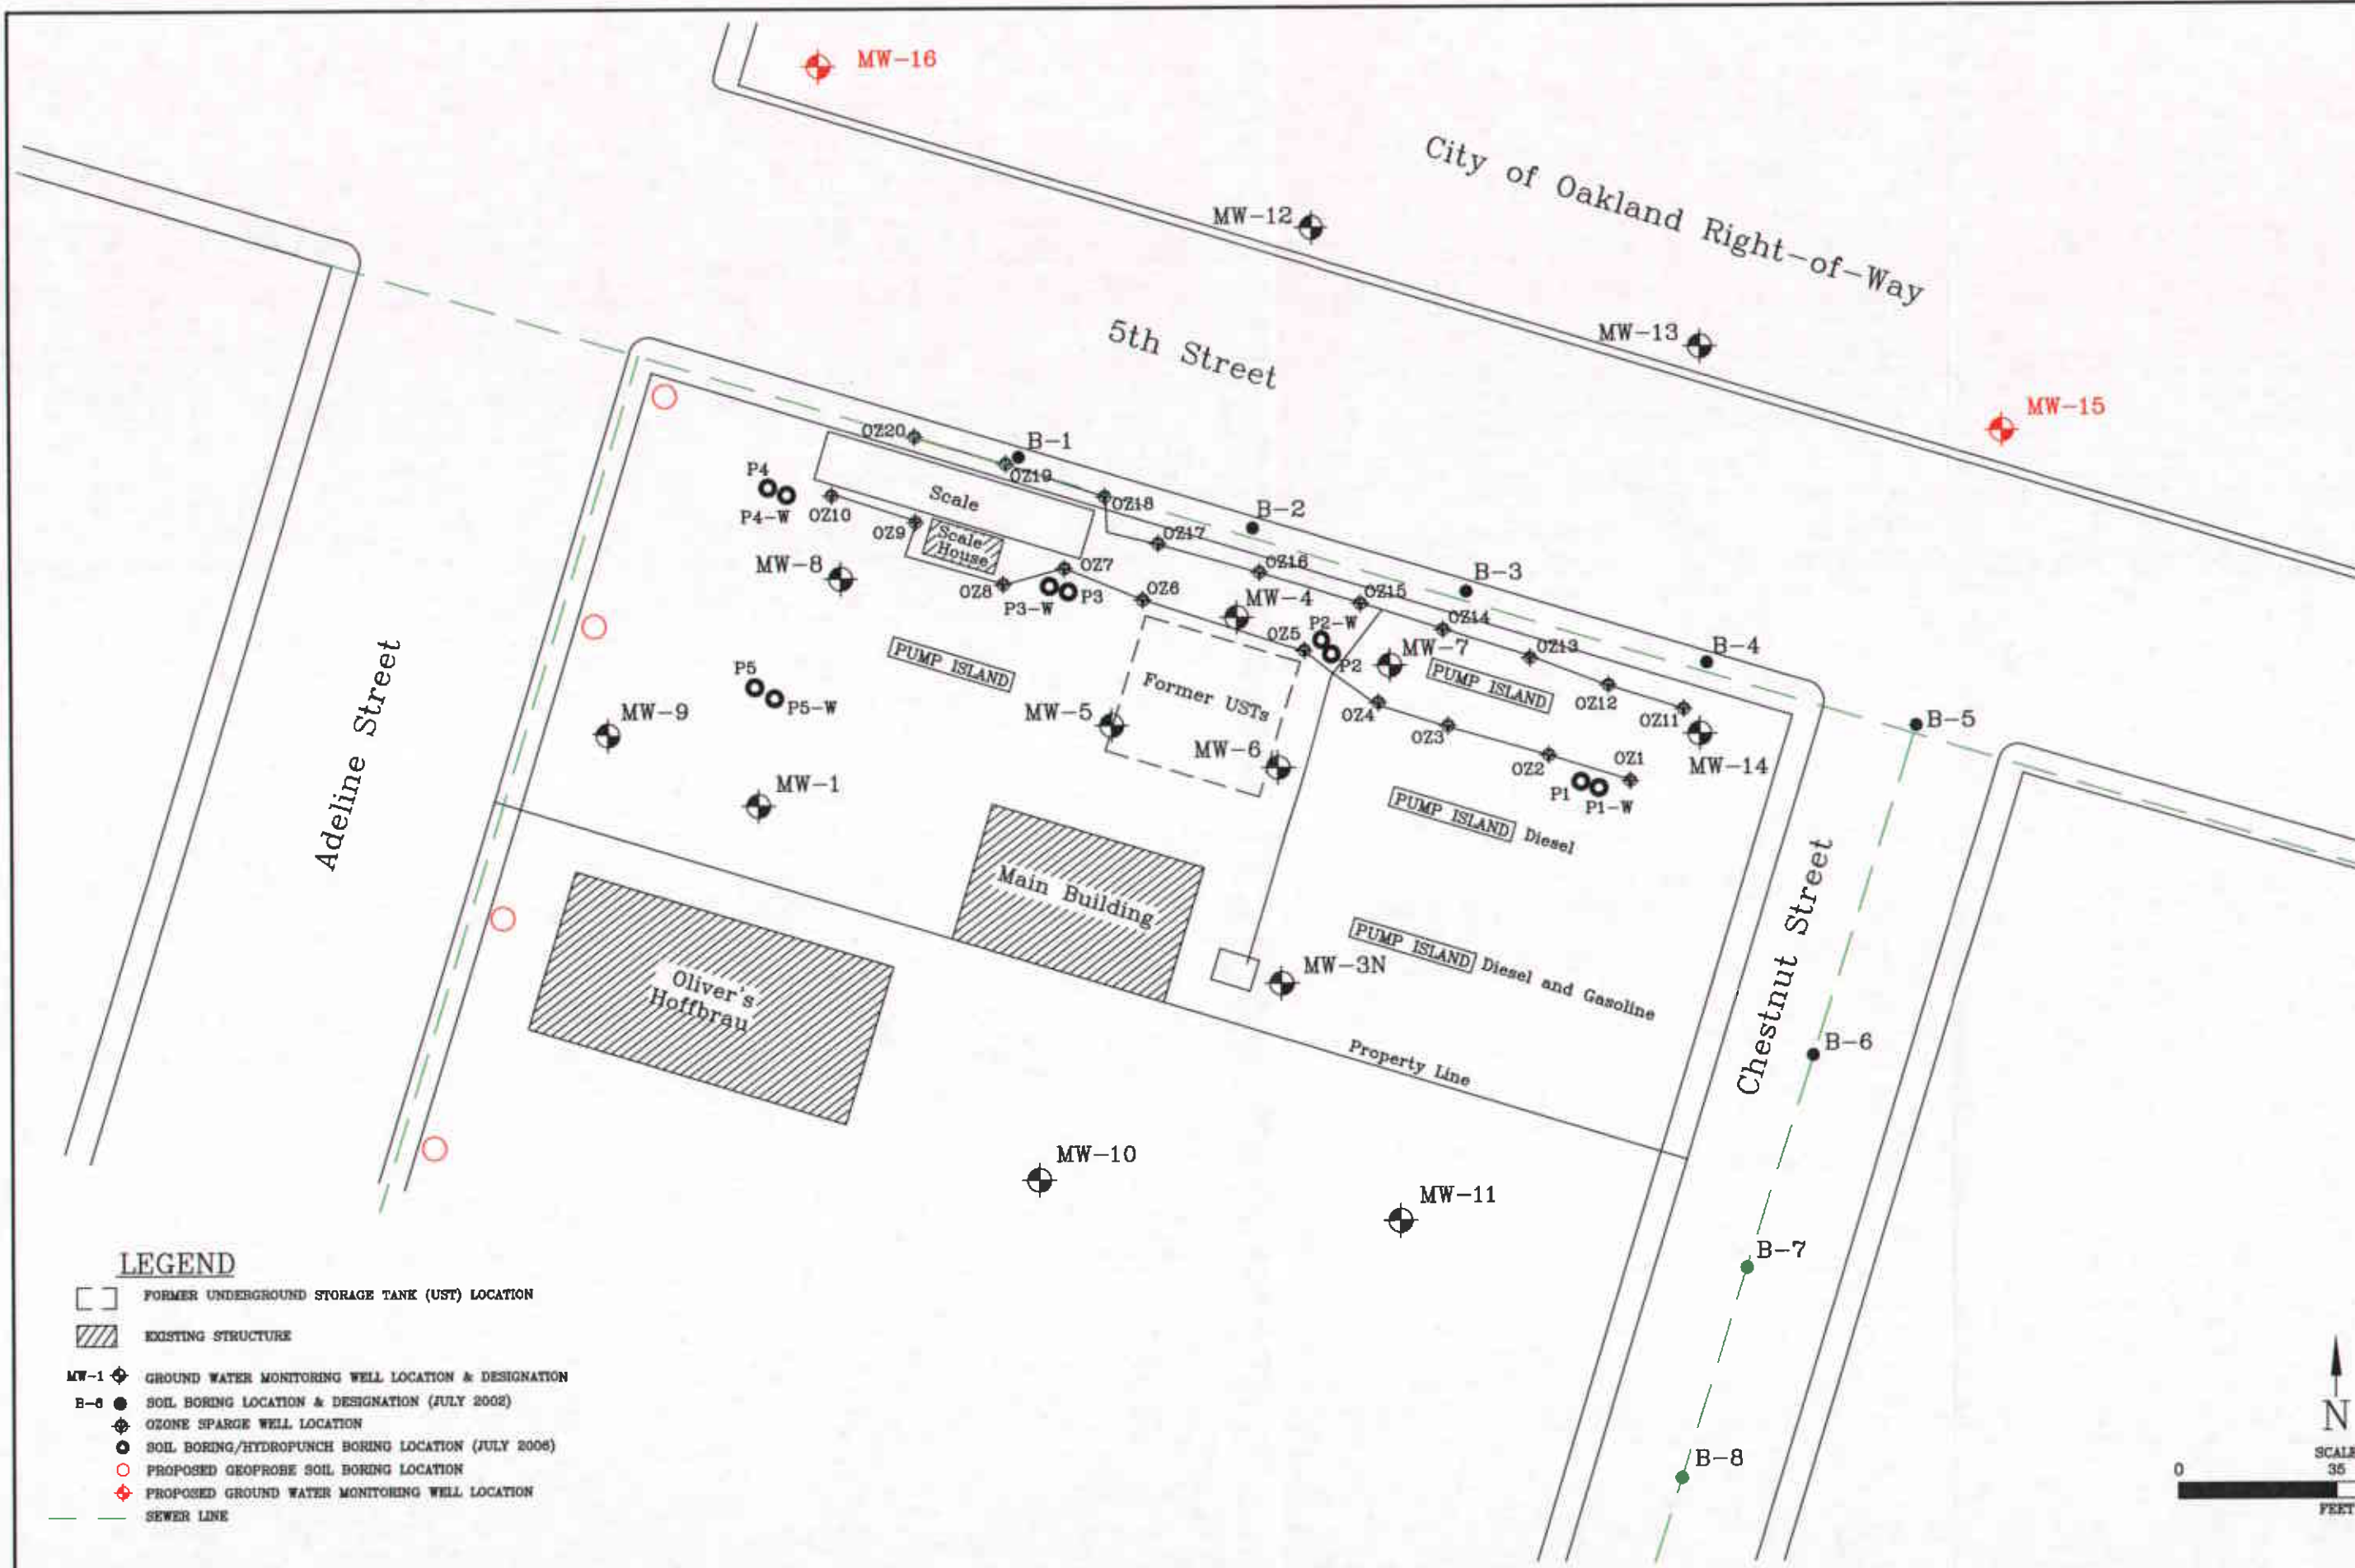 MW-16
City of Oakland Right-of-Way
MW-12
MW-13
MW-15
5th Street
OZ20
B-1
OZ19
OZ18
B-2
OZ17
OZ16
B-3
OZ15
OZ14
OZ13
B-4
OZ12
OZ11
B-5
MW-14
P4
P4-W
OZ10
OZ9
Scale
Scale
House
MW-8
OZ8
OZ7
P3-W
P3
OZ6
MW-4
P2-W
OZ5
P2
MW-7
PUMP ISLAND
PUMP ISLAND
Former USTs
OZ4
OZ3
OZ2
OZ1
P1
P1-W
P5
P5-W
MW-5
MW-6
MW-9
MW-1
Adeline Street
PUMP ISLAND Diesel
Main Building
Oliver's
Hoffbrau
MW-3N
PUMP ISLAND Diesel and Gasoline
Property Line
Chestnut Street
B-6
MW-10
MW-11
B-7
B-8
LEGEND
FORMER UNDERGROUND STORAGE TANK (UST) LOCATION
EXISTING STRUCTURE
MW-1 GROUND WATER MONITORING WELL LOCATION & DESIGNATION
B-8 SOIL BORING LOCATION & DESIGNATION (JULY 2002)
OZONE SPARGE WELL LOCATION
SOIL BORING/HYDROPUNCH BORING LOCATION (JULY 2006)
PROPOSED GEOPROBE SOIL BORING LOCATION
PROPOSED GROUND WATER MONITORING WELL LOCATION
SEWER LINE
N
SCALE
0 35
FEET